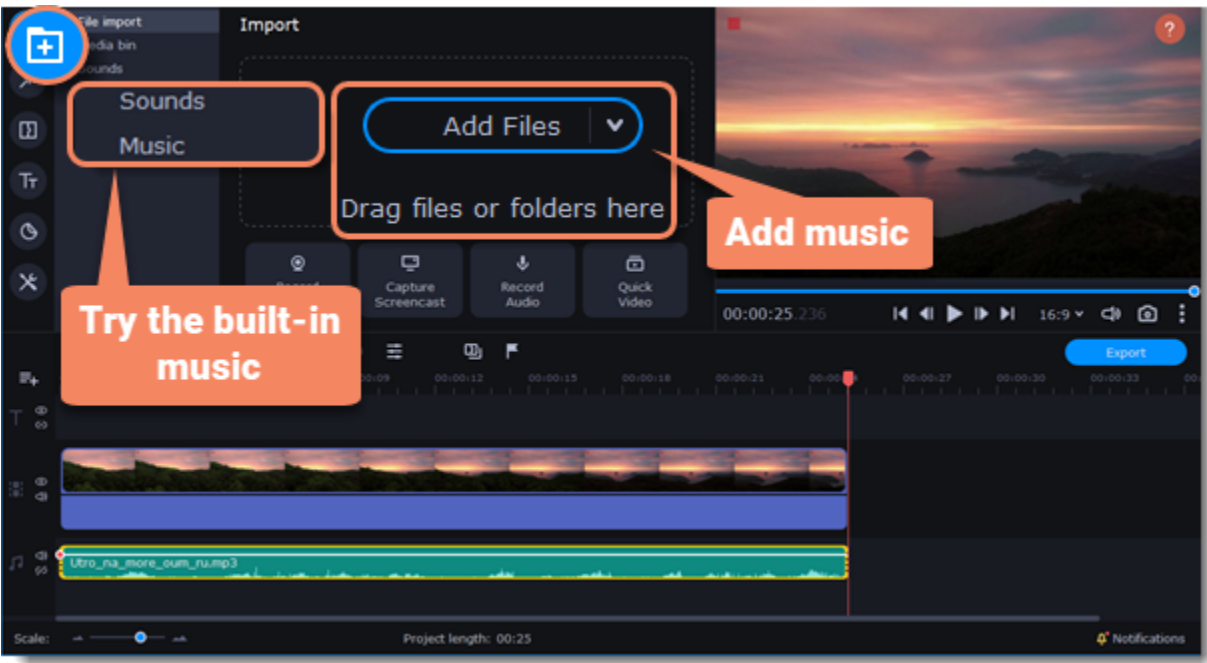 File import
Import
Media bin
Sounds
Sounds
Music
Add Files
Drag files or folders here
Add music
Capture
Screencast
Record
Audio
Quick
Video
Try the built-in
music
00:00:25.236
16:9
Export
00:00:12
00:00:15
00:00:18
00:00:21
00:00:27
00:00:30
00:00:33
Utro_na_more_oum_ru.mp3
Scale:
Project length: 00:25
Notifications